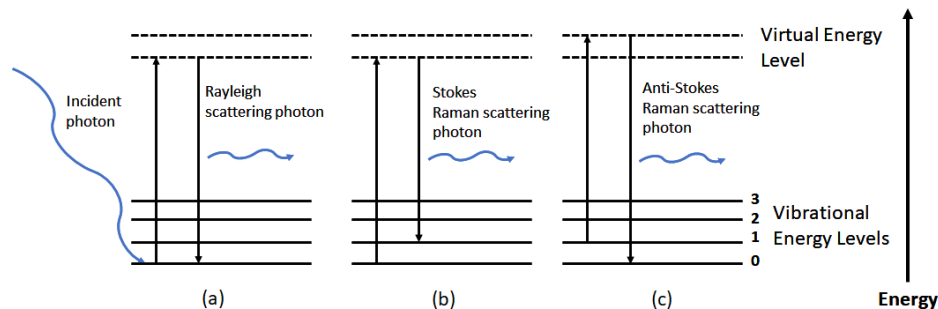 Incident
photon
Rayleigh
scattering photon
(a)
Stokes
Raman scattering
photon
(b)
Anti-Stokes
Raman scattering
photon
(c)
Virtual Energy
Level
3
2
1
0
Vibrational
Energy Levels
Energy